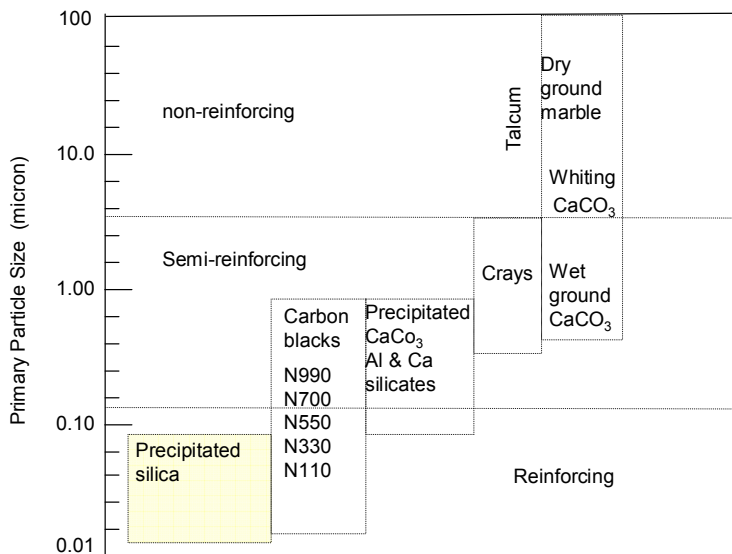 Primary Particle Size (micron)
100
10.0
1.00
0.10
0.01
non-reinforcing
Semi-reinforcing
Reinforcing
Precipitated
silica
Carbon
blacks
N990
N700
N550
N330
N110
Precipitated
CaCo₃
Al & Ca
silicates
Crays
Talcum
Dry
ground
marble
Whiting
CaCO₃
Wet
ground
CaCO₃